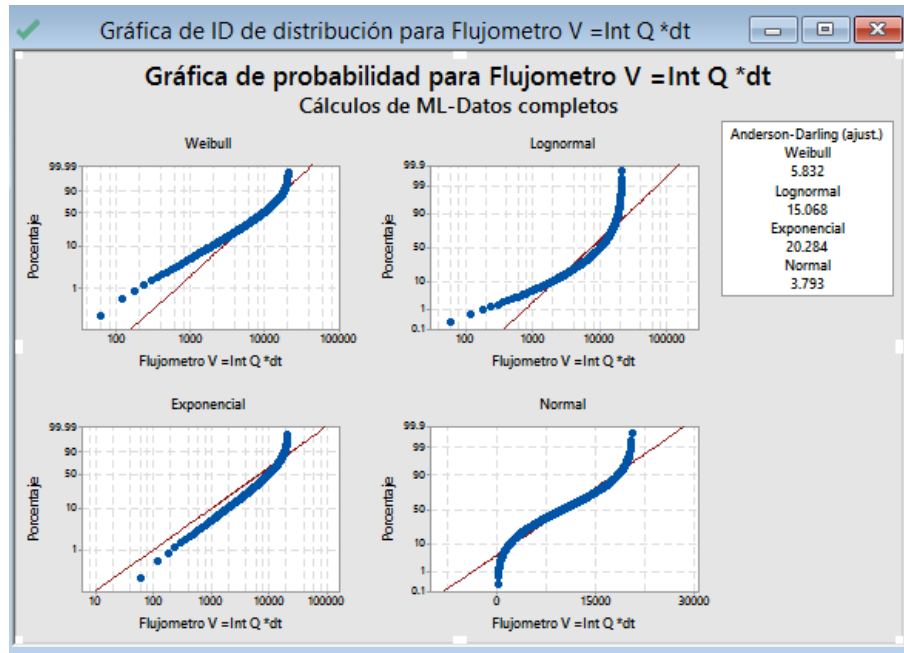 Gráfica de ID de distribución para Flujometro V =Int Q *dt
Gráfica de probabilidad para Flujometro V =Int Q *dt
Cálculos de ML-Datos completos
Weibull
99.99
90
50
10
1
Porcentaje
100
1000
10000
100000
Flujometro V =Int Q *dt
Lognormal
99.9
99
90
50
10
1
0.1
Porcentaje
100
1000
10000
100000
Flujometro V =Int Q *dt
Anderson-Darling (ajust.)
Weibull
5.832
Lognormal
15.068
Exponencial
20.284
Normal
3.793
Exponencial
99.99
90
50
10
1
Porcentaje
10
100
1000
10000
100000
Flujometro V =Int Q *dt
Normal
99.9
99
90
50
10
1
0.1
Porcentaje
0
15000
30000
Flujometro V =Int Q *dt